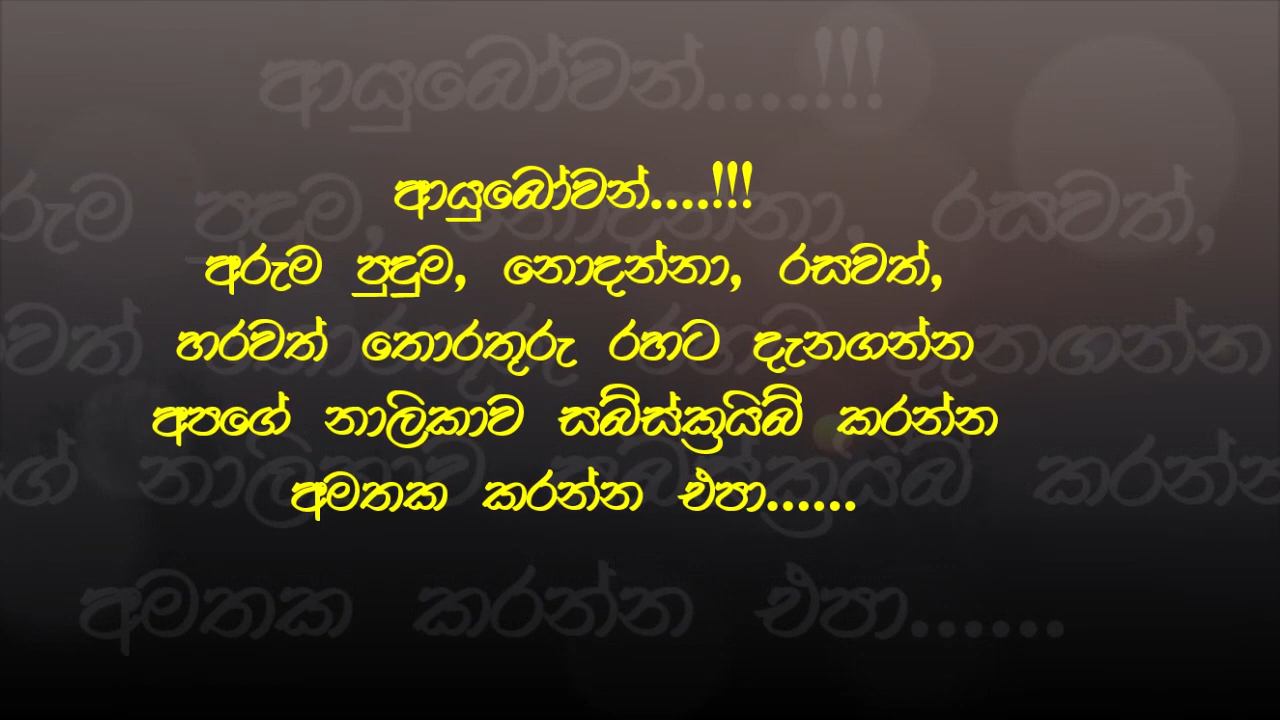 ආයුබෝවන්....!!!
අරුම පුදුම, නොදන්නා, රසවත්,
හරවත් තොරතුරු රහට දැනගන්න
අපගේ නාලිකාව සබ්ස්ක්‍රයිබ් කරන්න
අමතක කරන්න එපා......